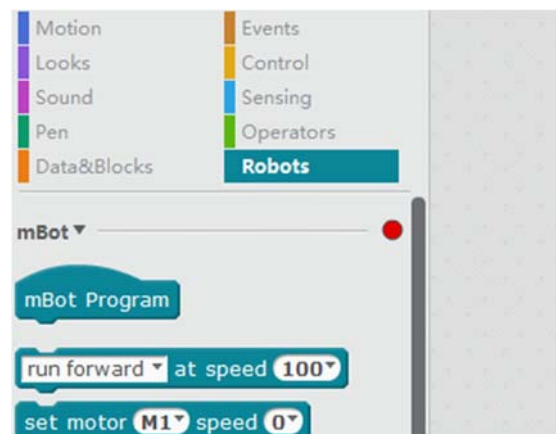 Motion Events
Looks Control
Sound Sensing
Pen Operators
Data&Blocks Robots
mBot
mBot Program
run forward at speed 100
set motor M1 speed 0